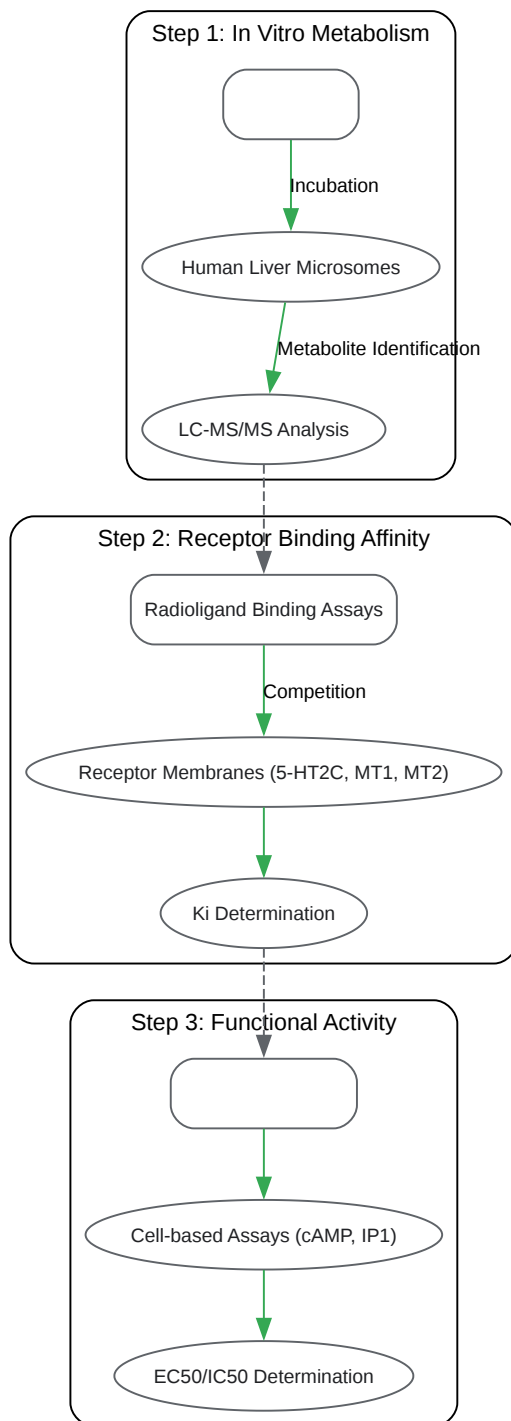 Step 1: In Vitro Metabolism
Incubation
Human Liver Microsomes
Metabolite Identification
LC-MS/MS Analysis
Step 2: Receptor Binding Affinity
Radioligand Binding Assays
Competition
Receptor Membranes (5-HT2C, MT1, MT2)
Ki Determination
Step 3: Functional Activity
Cell-based Assays (cAMP, IP1)
EC50/IC50 Determination